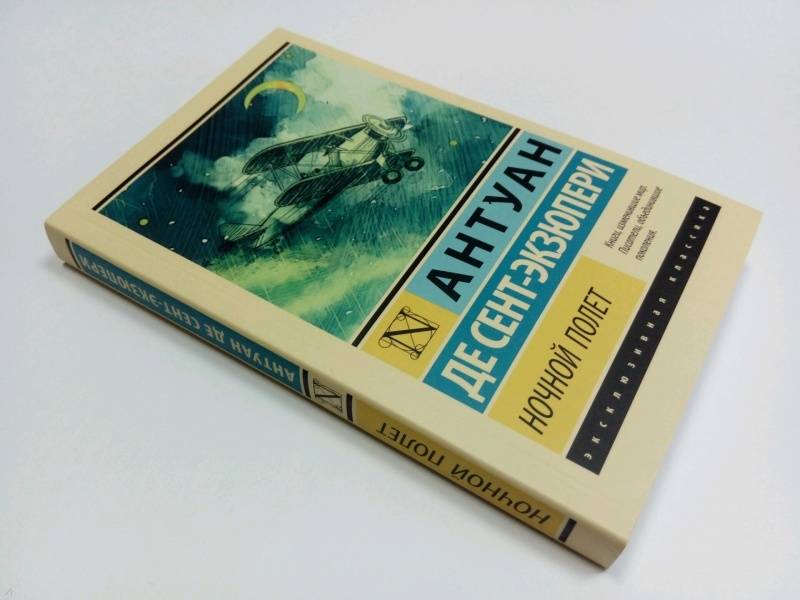 АНТУАН
ДЕ СЕНТ-ЭКЗЮПЕРИ
НОЧНОЙ ПОЛЕТ
Книги, изменившие мир.
Писатели, объединившие
поколения.
эксклюзивная классика
АНТУАН ДЕ СЕНТ-ЭКЗЮПЕРИ
НОЧНОЙ ПОЛЕТ